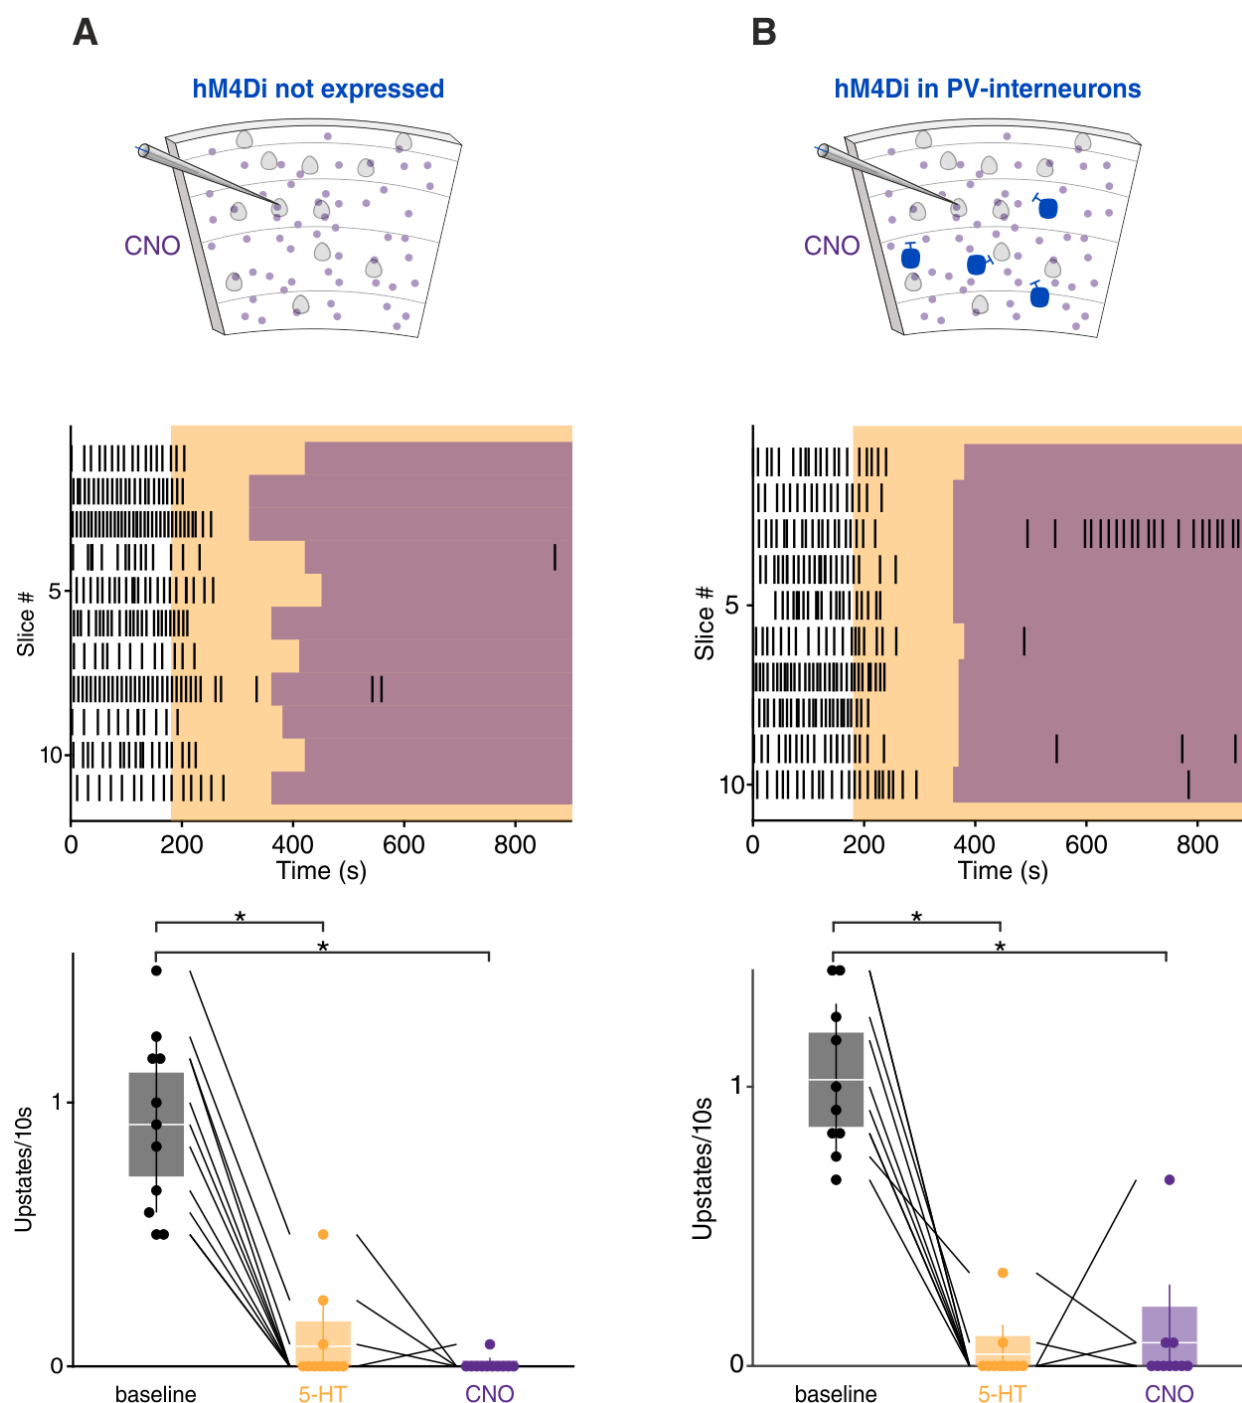 A
B
hM4Di not expressed
hM4Di in PV-interneurons
CNO
CNO
Slice #
5
10
0
200
400
600
800
Time (s)
Slice #
5
10
0
200
400
600
800
Time (s)
*
*
Upstates/10s
1
0
baseline
5-HT
CNO
*
*
Upstates/10s
1
0
baseline
5-HT
CNO